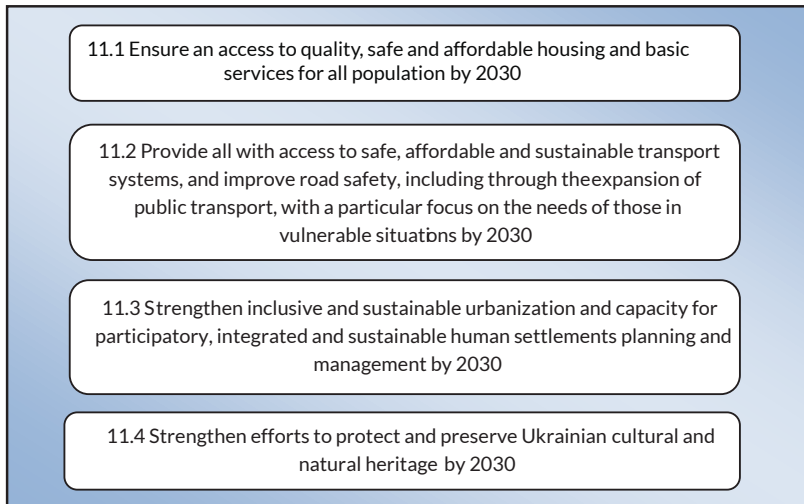 11.1 Ensure an access to quality, safe and affordable housing and basic
services for all population by 2030
11.2 Provide all with access to safe, affordable and sustainable transport
systems, and improve road safety, including through theexpansion of
public transport, with a particular focus on the needs of those in
vulnerable situations by 2030
11.3 Strengthen inclusive and sustainable urbanization and capacity for
participatory, integrated and sustainable human settlements planning and
management by 2030
11.4 Strengthen efforts to protect and preserve Ukrainian cultural and
natural heritage by 2030